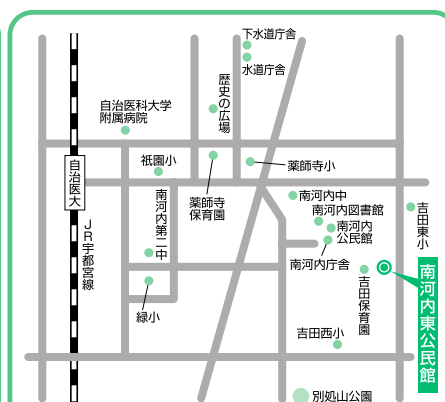 下水道庁舎
水道庁舎
歴史の広場
自治医科大学
附属病院
祇園小
薬師寺小
薬師寺
保育園
自治医大
JR宇都宮線
南河内第二中
緑小
南河内中
南河内図書館
南河内
公民館
南河内庁舎
吉田東小
吉田保育園
南河内東公民館
吉田西小
別処山公園